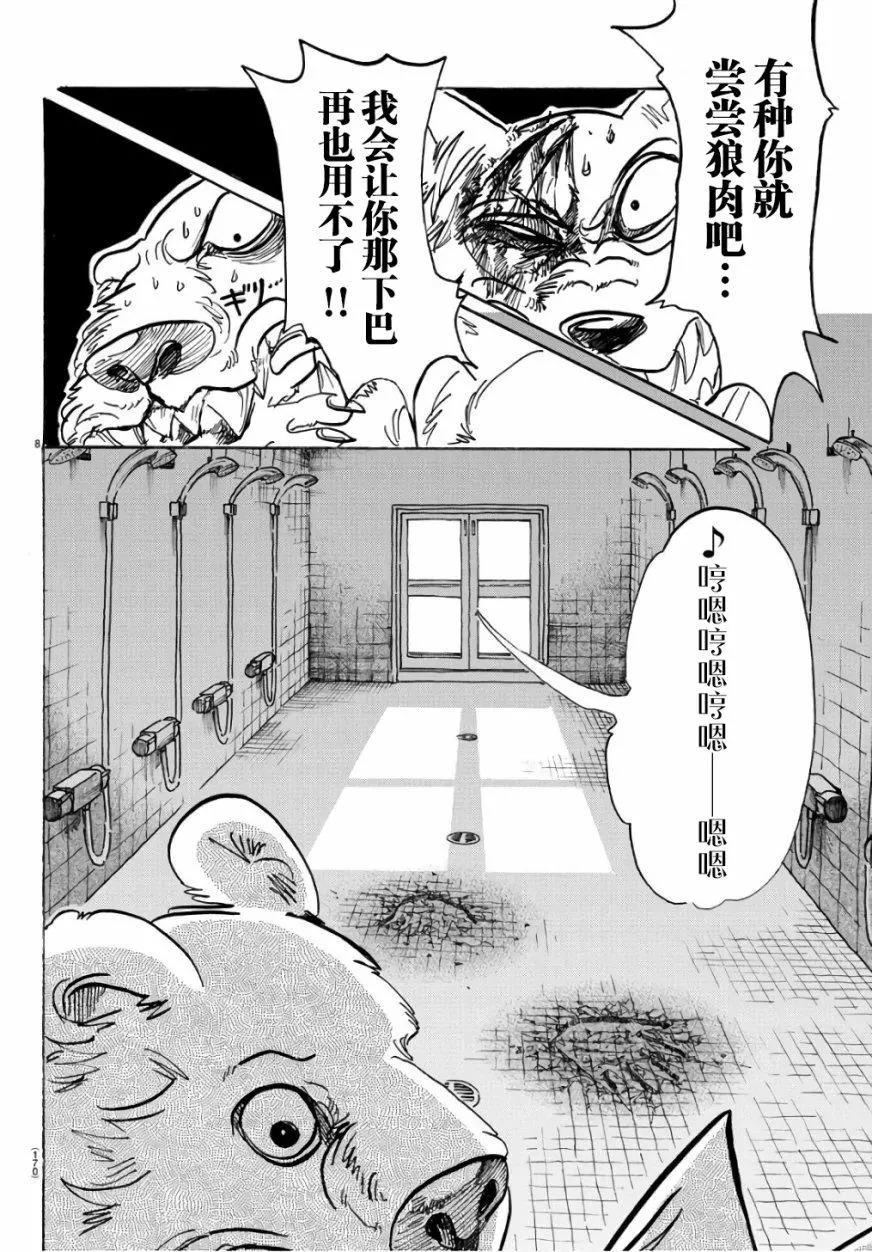 有种你就
尝尝狼肉吧…
我会让你那下巴
再也用不了!!
ギリッ
♪哼嗯哼嗯哼嗯——嗯嗯
8
(170)